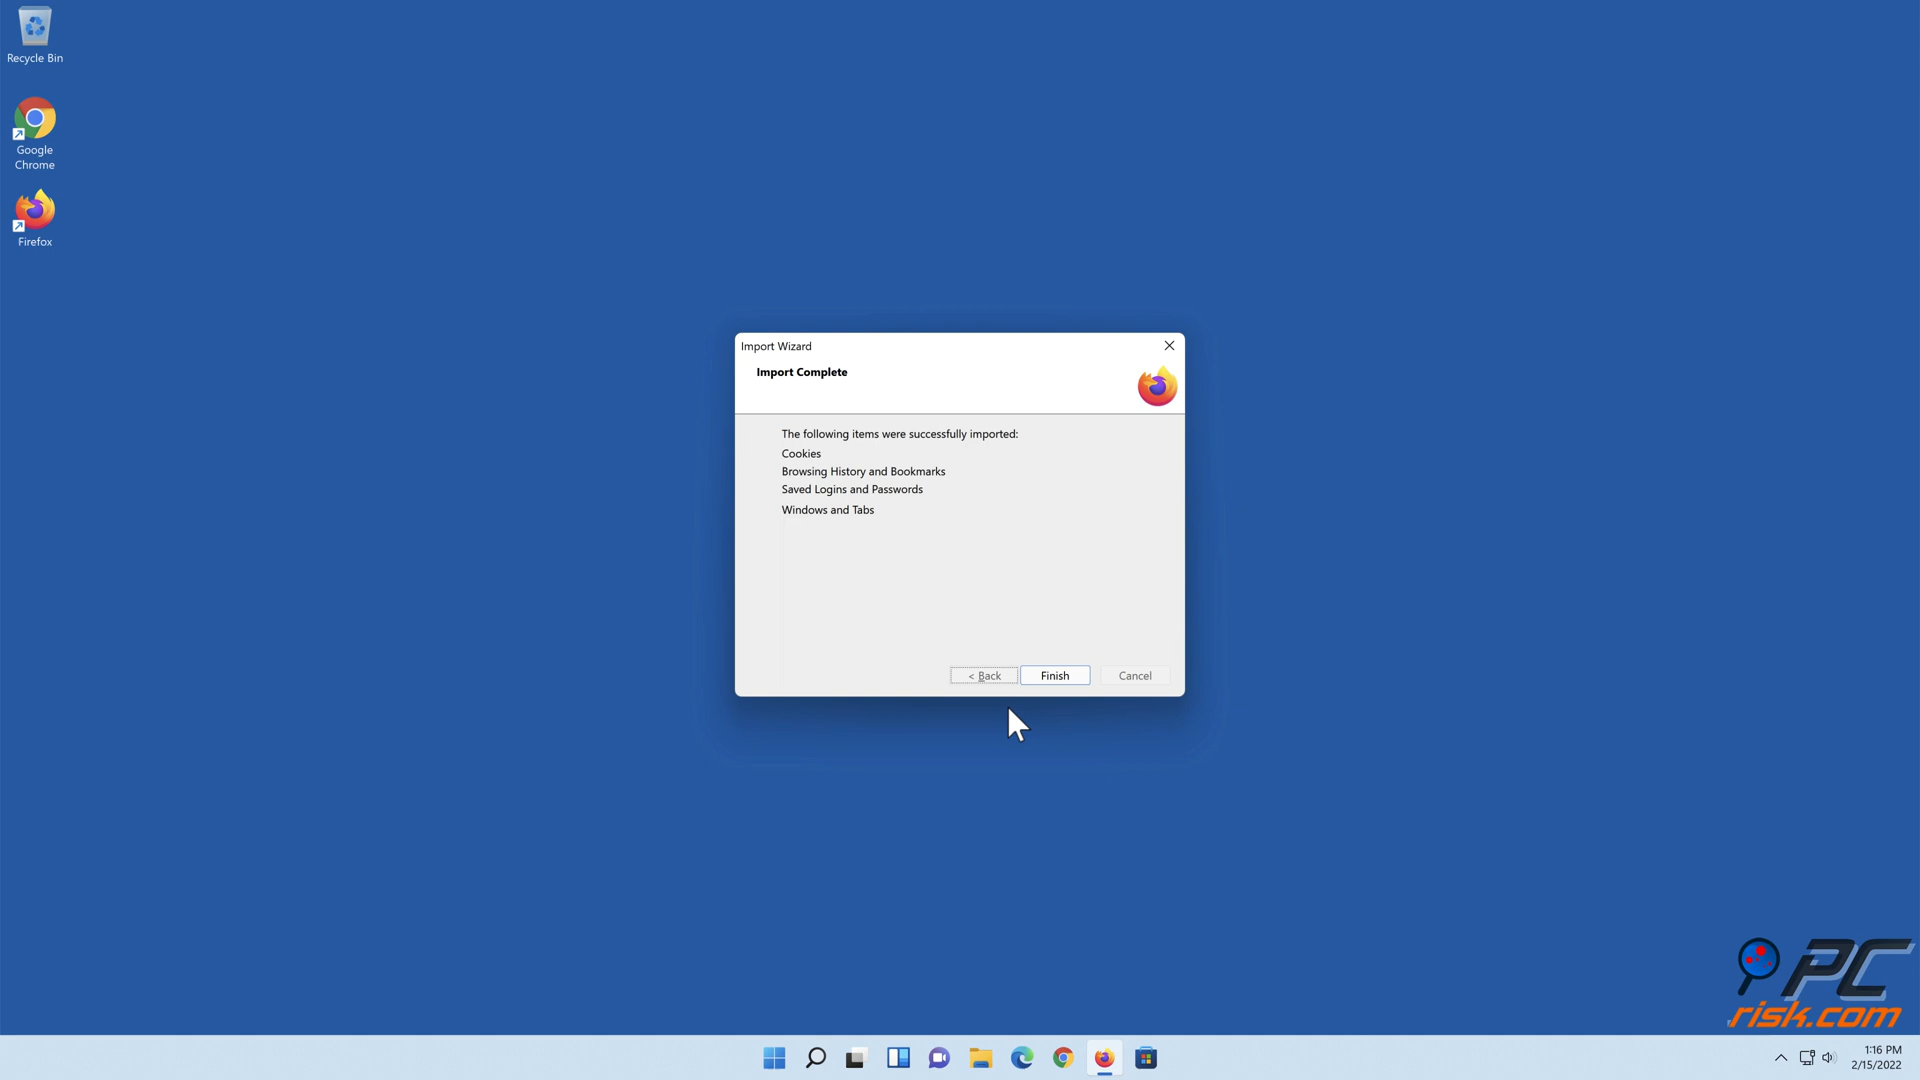 Recycle Bin
Google
Chrome
Firefox
Import Wizard
Import Complete
The following items were successfully imported:
Cookies
Browsing History and Bookmarks
Saved Logins and Passwords
Windows and Tabs
< Back
Finish
Cancel
PC
risk.com
1:16 PM
2/15/2022